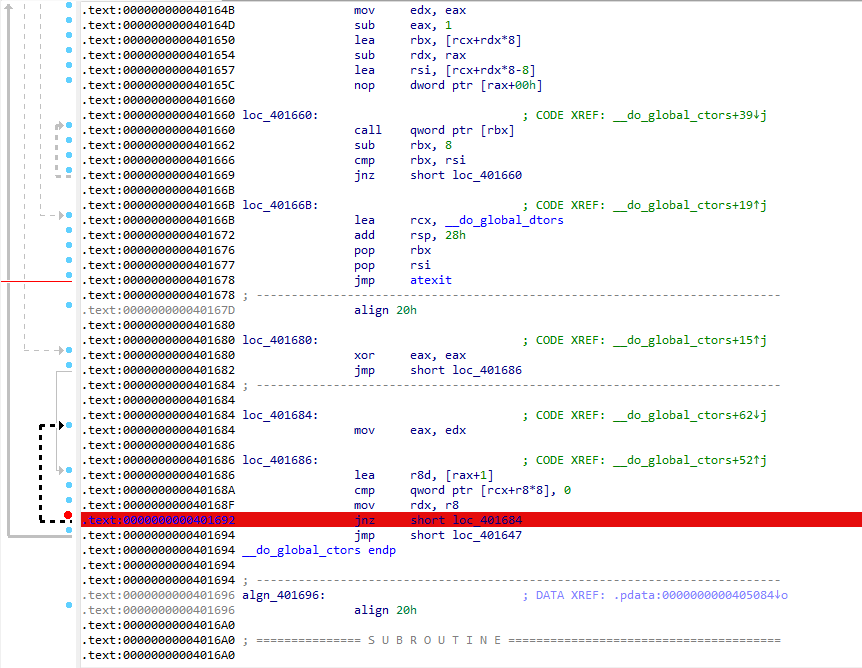 .text:000000000040164B mov edx, eax
.text:000000000040164D sub eax, 1
.text:0000000000401650 lea rbx, [rcx+rdx*8]
.text:0000000000401654 sub rdx, rax
.text:0000000000401657 lea rsi, [rcx+rdx*8-8]
.text:000000000040165C nop dword ptr [rax+00h]
.text:0000000000401660
.text:0000000000401660 loc_401660: ; CODE XREF: __do_global_ctors+39↓j
.text:0000000000401660 call qword ptr [rbx]
.text:0000000000401662 sub rbx, 8
.text:0000000000401666 cmp rbx, rsi
.text:0000000000401669 jnz short loc_401660
.text:000000000040166B
.text:000000000040166B loc_40166B: ; CODE XREF: __do_global_ctors+19↑j
.text:000000000040166B lea rcx, __do_global_dtors
.text:0000000000401672 add rsp, 28h
.text:0000000000401676 pop rbx
.text:0000000000401677 pop rsi
.text:0000000000401678 jmp atexit
.text:0000000000401678 ; ---------------------------------------------------------------------------
.text:000000000040167D align 20h
.text:0000000000401680
.text:0000000000401680 loc_401680: ; CODE XREF: __do_global_ctors+15↑j
.text:0000000000401680 xor eax, eax
.text:0000000000401682 jmp short loc_401686
.text:0000000000401684 ; ---------------------------------------------------------------------------
.text:0000000000401684
.text:0000000000401684 loc_401684: ; CODE XREF: __do_global_ctors+62↓j
.text:0000000000401684 mov eax, edx
.text:0000000000401686
.text:0000000000401686 loc_401686: ; CODE XREF: __do_global_ctors+52↑j
.text:0000000000401686 lea r8d, [rax+1]
.text:000000000040168A cmp qword ptr [rcx+r8*8], 0
.text:000000000040168F mov rdx, r8
.text:0000000000401692 jnz short loc_401684
.text:0000000000401694 jmp short loc_401647
.text:0000000000401694 __do_global_ctors endp
.text:0000000000401694
.text:0000000000401694 ; ---------------------------------------------------------------------------
.text:0000000000401696 algn_401696: ; DATA XREF: .pdata:0000000000405084↓o
.text:0000000000401696 align 20h
.text:00000000004016A0
.text:00000000004016A0 ; =============== S U B R O U T I N E =======================================
.text:00000000004016A0